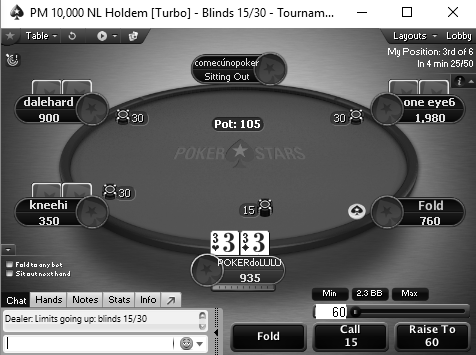 PM 10,000 NL Holdem [Turbo] - Blinds 15/30 - Tournam...
Table
Layouts
Lobby
My Position: 3rd of 6
In 4 min 25/50
comecúnopoker
Sitting Out
dalehard
900
30
Pot: 105
30
one eye6
1,980
POKER STARS
kneehi
350
30
15
Fold
760
3 3
3 3
POKERdoLULU
935
Fold to any bet
Sit out next hand
Chat Hands Notes Stats Info
Min 2.3 BB Max
60
Dealer: Limits going up: blinds 15/30
Fold
Call
15
Raise To
60